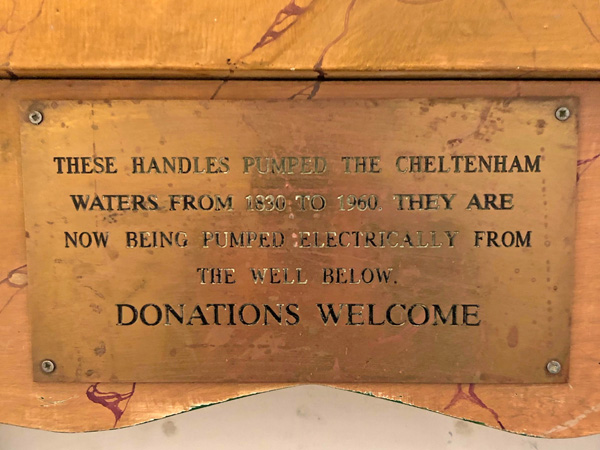 THESE HANDLES PUMPED THE CHELTENHAM
WATERS FROM 1830 TO 1960. THEY ARE
NOW BEING PUMPED ELECTRICALLY FROM
THE WELL BELOW.
DONATIONS WELCOME